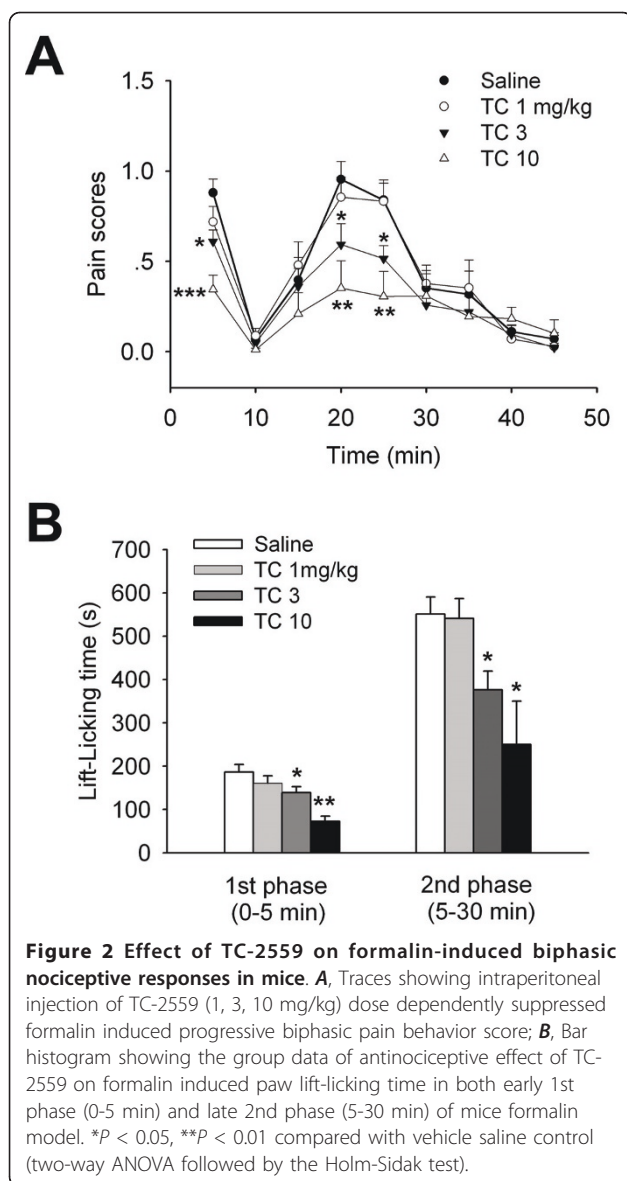 A
Saline
TC 1 mg/kg
TC 3
TC 10
1.5
1.0
.5
0.0
Pain scores
*
***
*
*
**
**
0
10
20
30
40
50
Time (min)
B
Saline
TC 1mg/kg
TC 3
TC 10
700
600
500
400
300
200
100
0
Lift-Licking time (s)
*
**
*
*
1st phase
(0-5 min)
2nd phase
(5-30 min)
Figure 2 Effect of TC-2559 on formalin-induced biphasic
nociceptive responses in mice. A, Traces showing intraperitoneal
injection of TC-2559 (1, 3, 10 mg/kg) dose dependently suppressed
formalin induced progressive biphasic pain behavior score; B, Bar
histogram showing the group data of antinociceptive effect of TC-
2559 on formalin induced paw lift-licking time in both early 1st
phase (0-5 min) and late 2nd phase (5-30 min) of mice formalin
model. *P < 0.05, **P < 0.01 compared with vehicle saline control
(two-way ANOVA followed by the Holm-Sidak test).